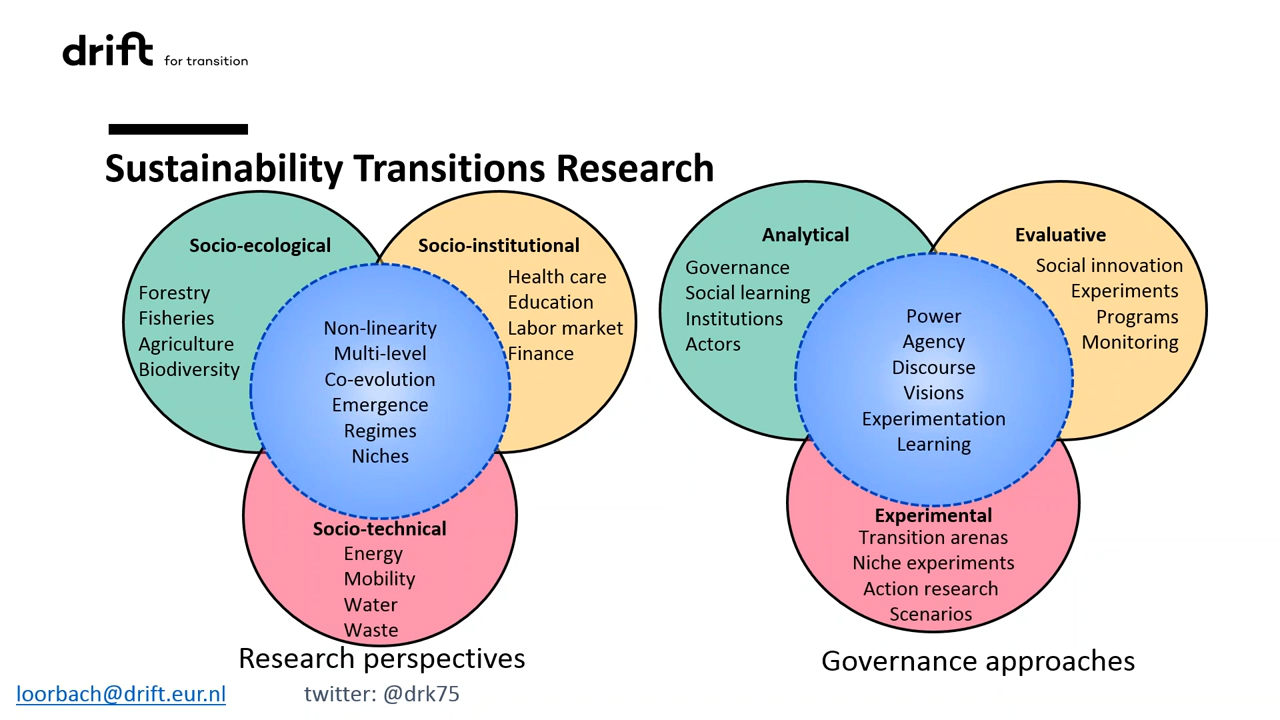 drift for transition
Sustainability Transitions Research
Socio-ecological
Forestry
Fisheries
Agriculture
Biodiversity
Socio-institutional
Health care
Education
Labor market
Finance
Non-linearity
Multi-level
Co-evolution
Emergence
Regimes
Niches
Socio-technical
Energy
Mobility
Water
Waste
Research perspectives
Analytical
Governance
Social learning
Institutions
Actors
Evaluative
Social innovation
Experiments
Programs
Monitoring
Power
Agency
Discourse
Visions
Experimentation
Learning
Experimental
Transition arenas
Niche experiments
Action research
Scenarios
Governance approaches
loorbach@drift.eur.nl
twitter: @drk75